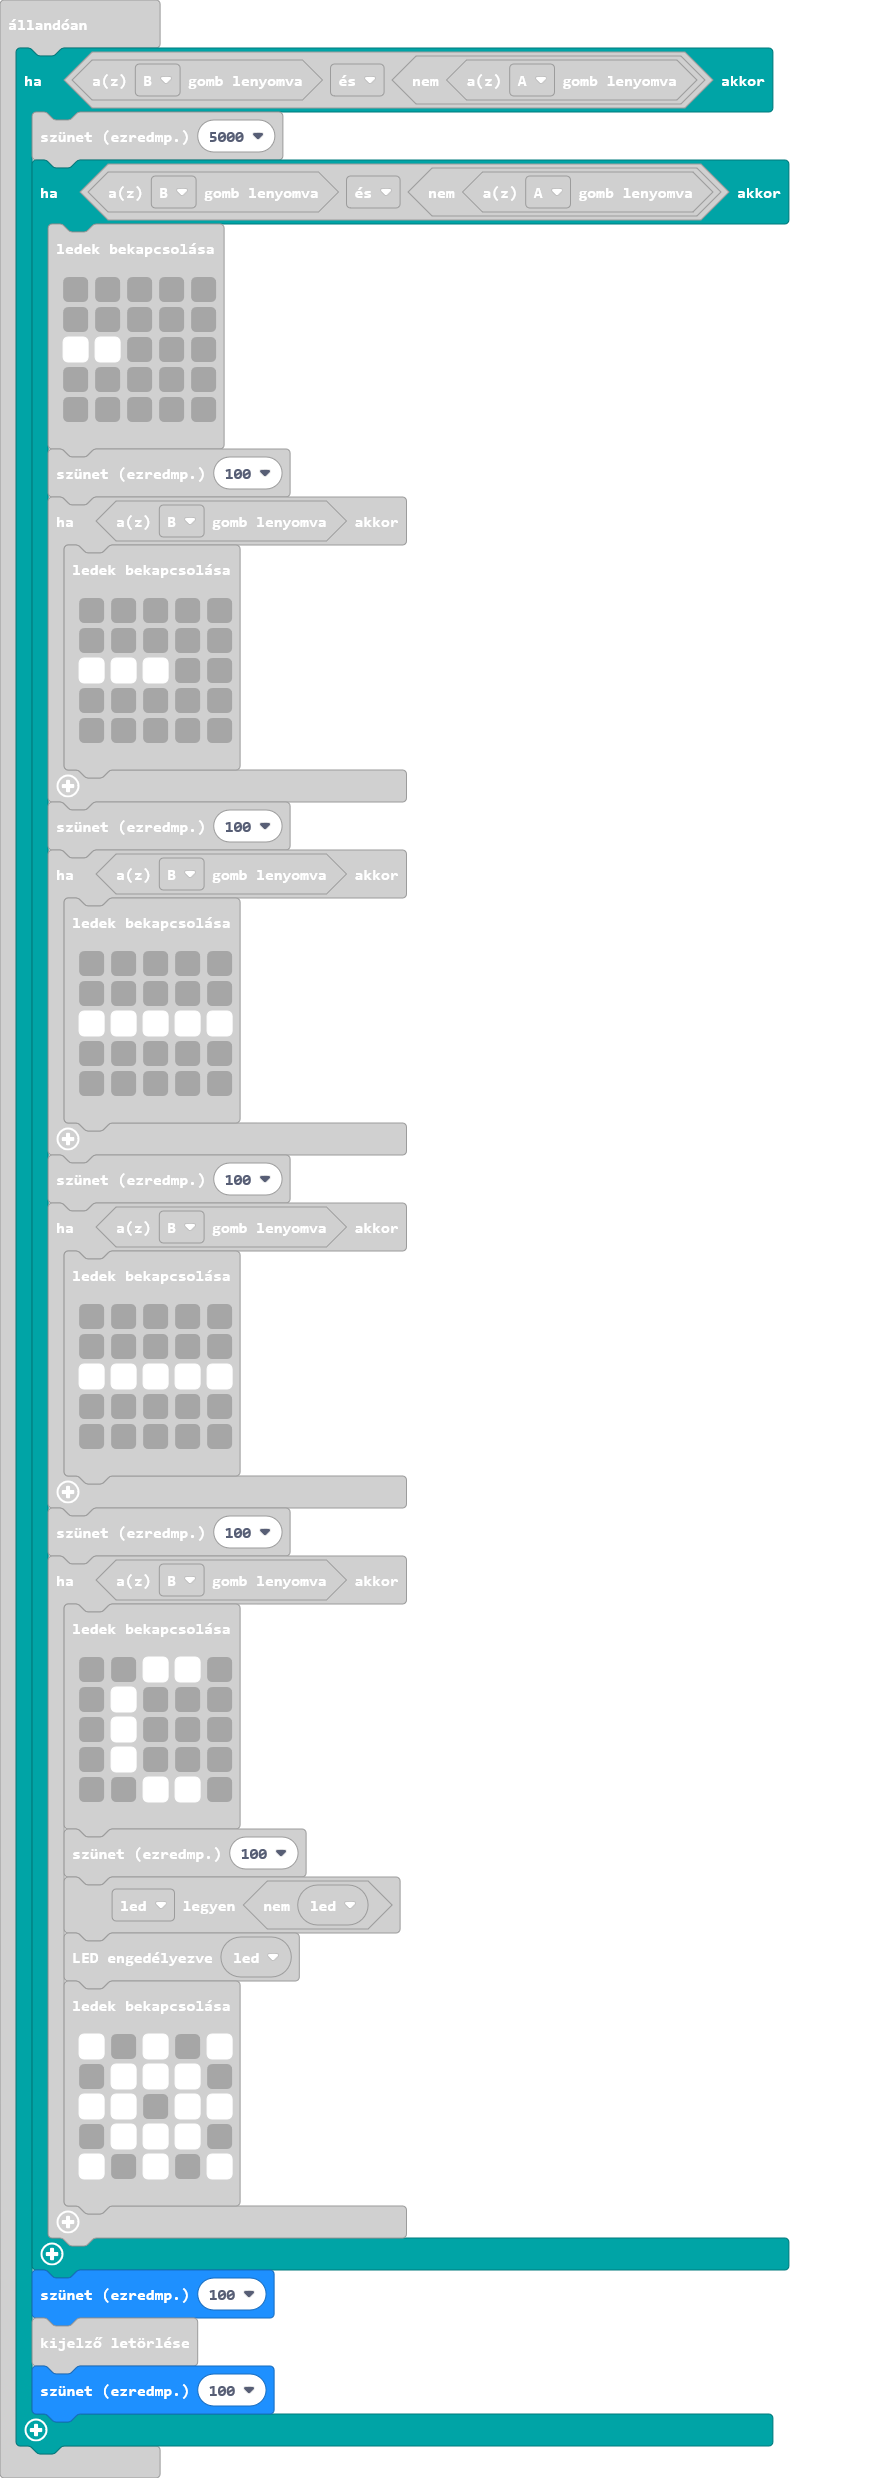 állandóan
ha a(z) B gomb lenyomva és nem a(z) A gomb lenyomva akkor
szünet (ezredmp.) 5000
ha a(z) B gomb lenyomva és nem a(z) A gomb lenyomva akkor
ledek bekapcsolása
szünet (ezredmp.) 100
ha a(z) B gomb lenyomva akkor
ledek bekapcsolása
szünet (ezredmp.) 100
ha a(z) B gomb lenyomva akkor
ledek bekapcsolása
szünet (ezredmp.) 100
ha a(z) B gomb lenyomva akkor
ledek bekapcsolása
szünet (ezredmp.) 100
ha a(z) B gomb lenyomva akkor
ledek bekapcsolása
szünet (ezredmp.) 100
led legyen nem led
LED engedélyezve led
ledek bekapcsolása
szünet (ezredmp.) 100
kijelző letörlése
szünet (ezredmp.) 100